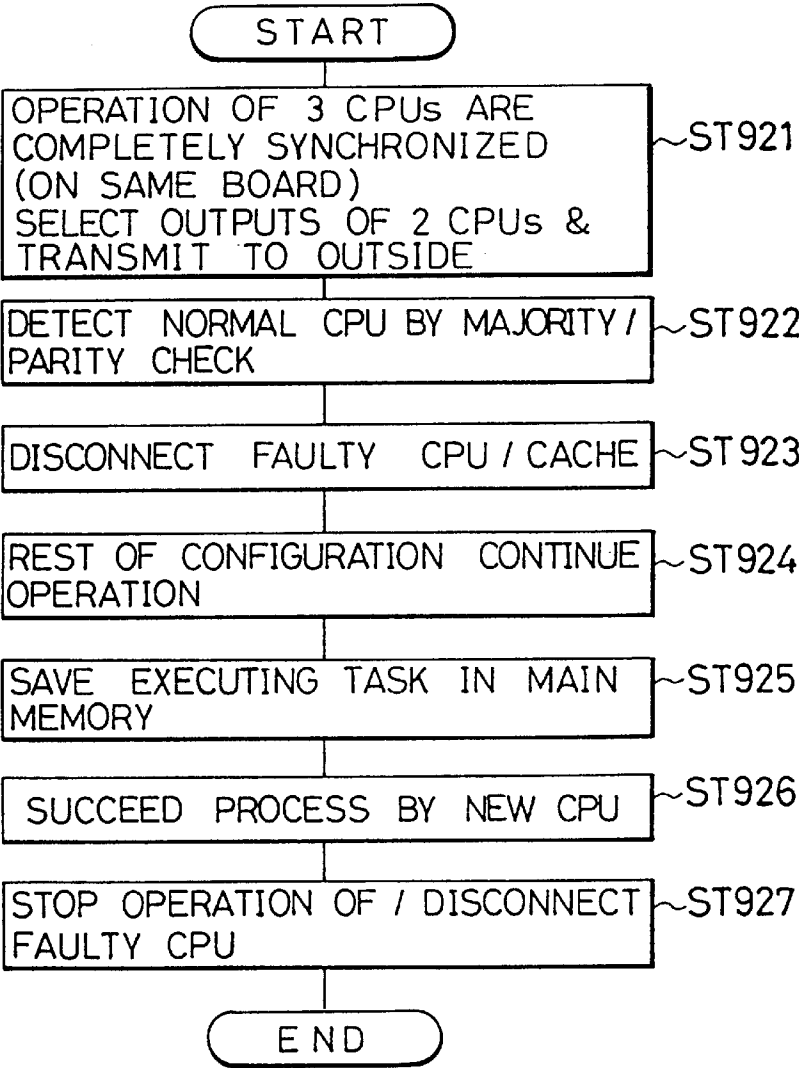 START
OPERATION OF 3 CPUs ARE
COMPLETELY SYNCHRONIZED
(ON SAME BOARD)
SELECT OUTPUTS OF 2 CPUs &
TRANSMIT TO OUTSIDE
ST921
DETECT NORMAL CPU BY MAJORITY /
PARITY CHECK
ST922
DISCONNECT FAULTY CPU / CACHE
ST923
REST OF CONFIGURATION CONTINUE
OPERATION
ST924
SAVE EXECUTING TASK IN MAIN
MEMORY
ST925
SUCCEED PROCESS BY NEW CPU
ST926
STOP OPERATION OF / DISCONNECT
FAULTY CPU
ST927
END